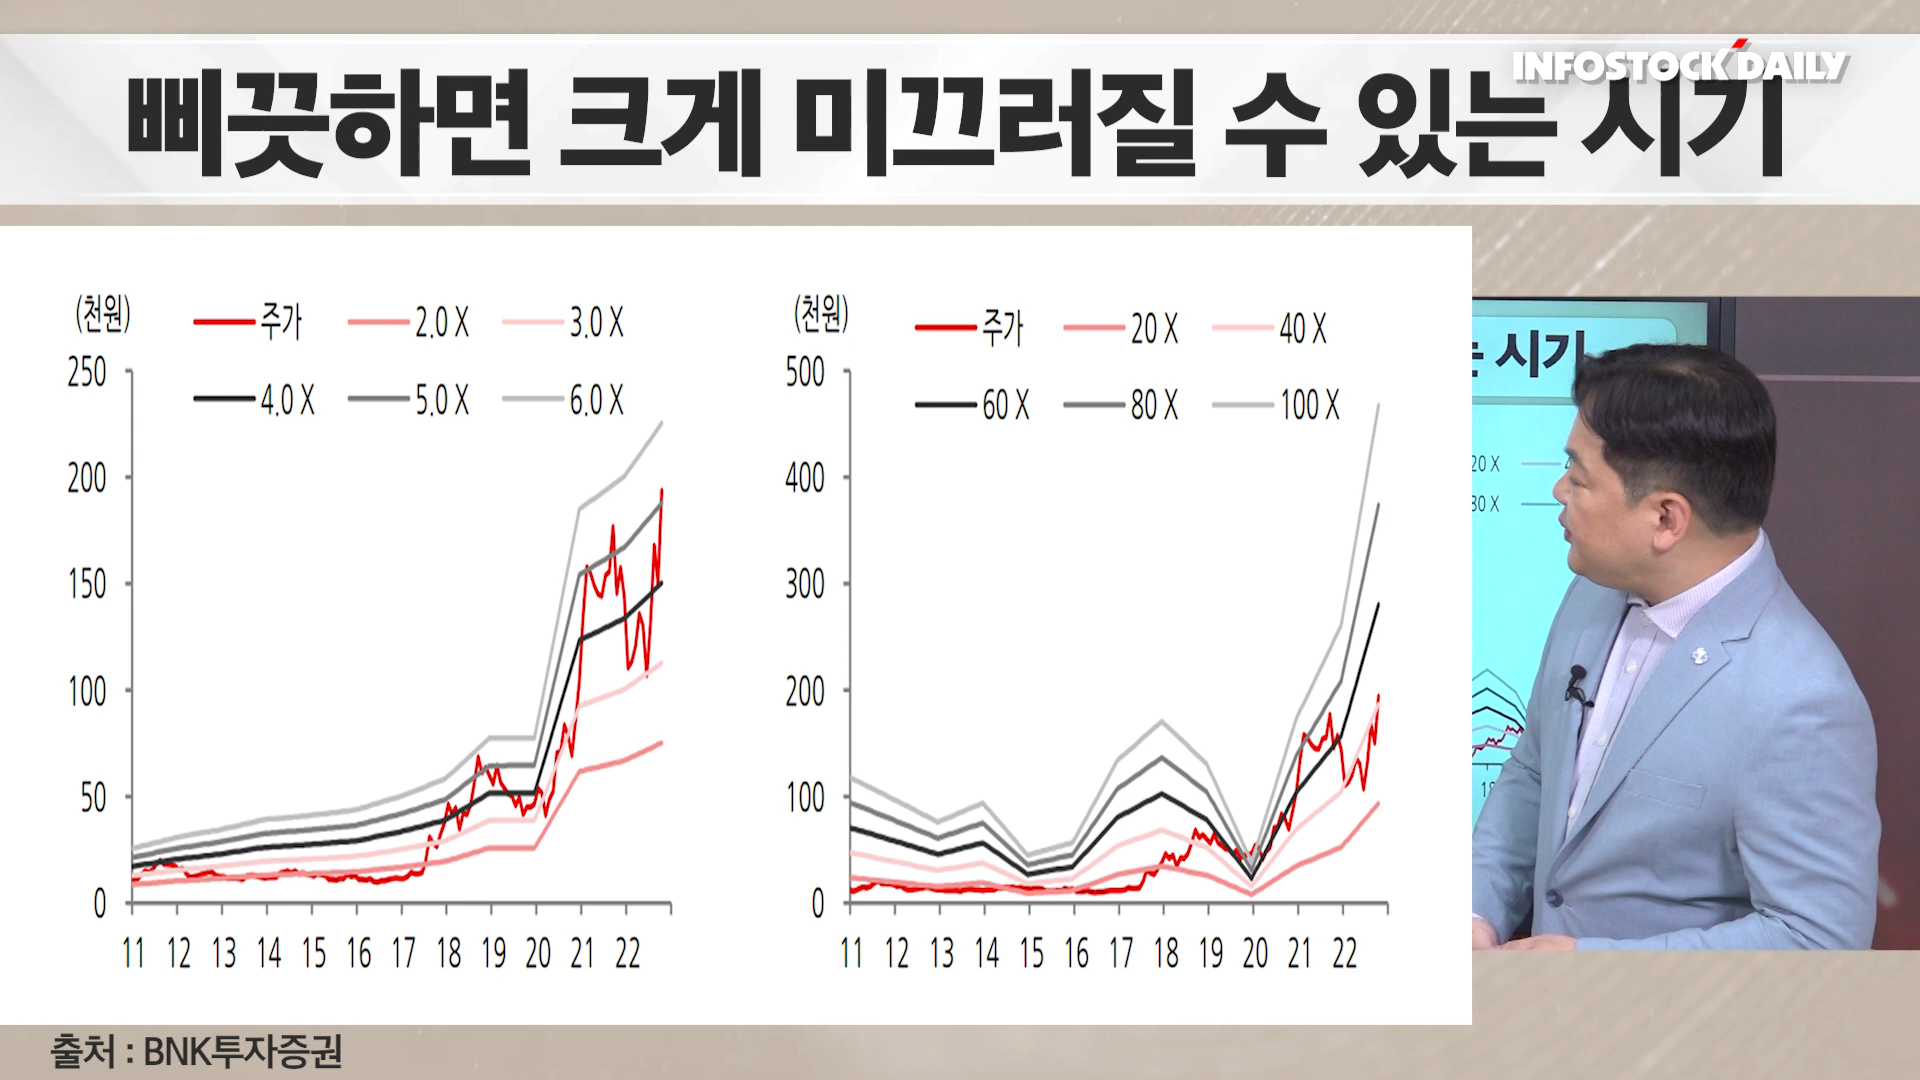 INFOSTOCK DAILY
삐끗하면 크게 미끄러질 수 있는 시기
(천원)
주가 2.0 X 3.0 X
4.0 X 5.0 X 6.0 X
250
200
150
100
50
0
11 12 13 14 15 16 17 18 19 20 21 22
(천원)
주가 20 X 40 X
60 X 80 X 100 X
500
400
300
200
100
0
11 12 13 14 15 16 17 18 19 20 21 22
시기
20 X
80 X
출처 : BNK투자증권